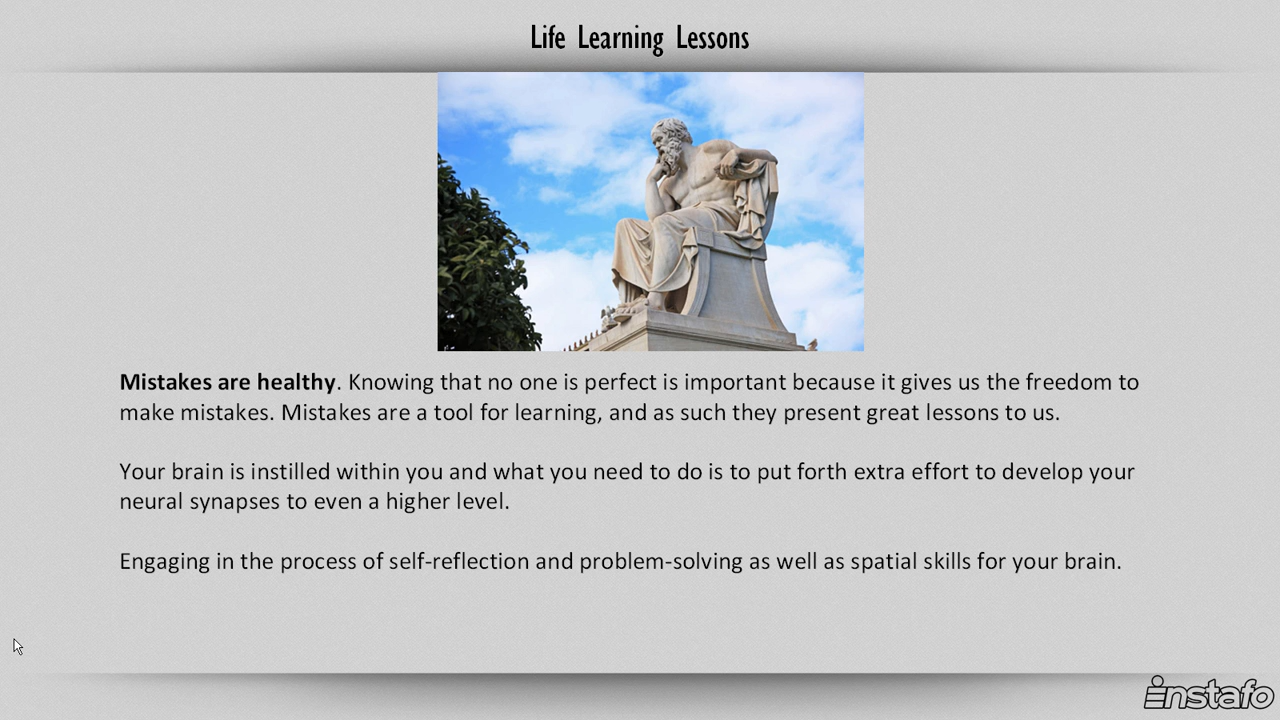 Life Learning Lessons
Mistakes are healthy. Knowing that no one is perfect is important because it gives us the freedom to
make mistakes. Mistakes are a tool for learning, and as such they present great lessons to us.
Your brain is instilled within you and what you need to do is to put forth extra effort to develop your
neural synapses to even a higher level.
Engaging in the process of self-reflection and problem-solving as well as spatial skills for your brain.
instafo